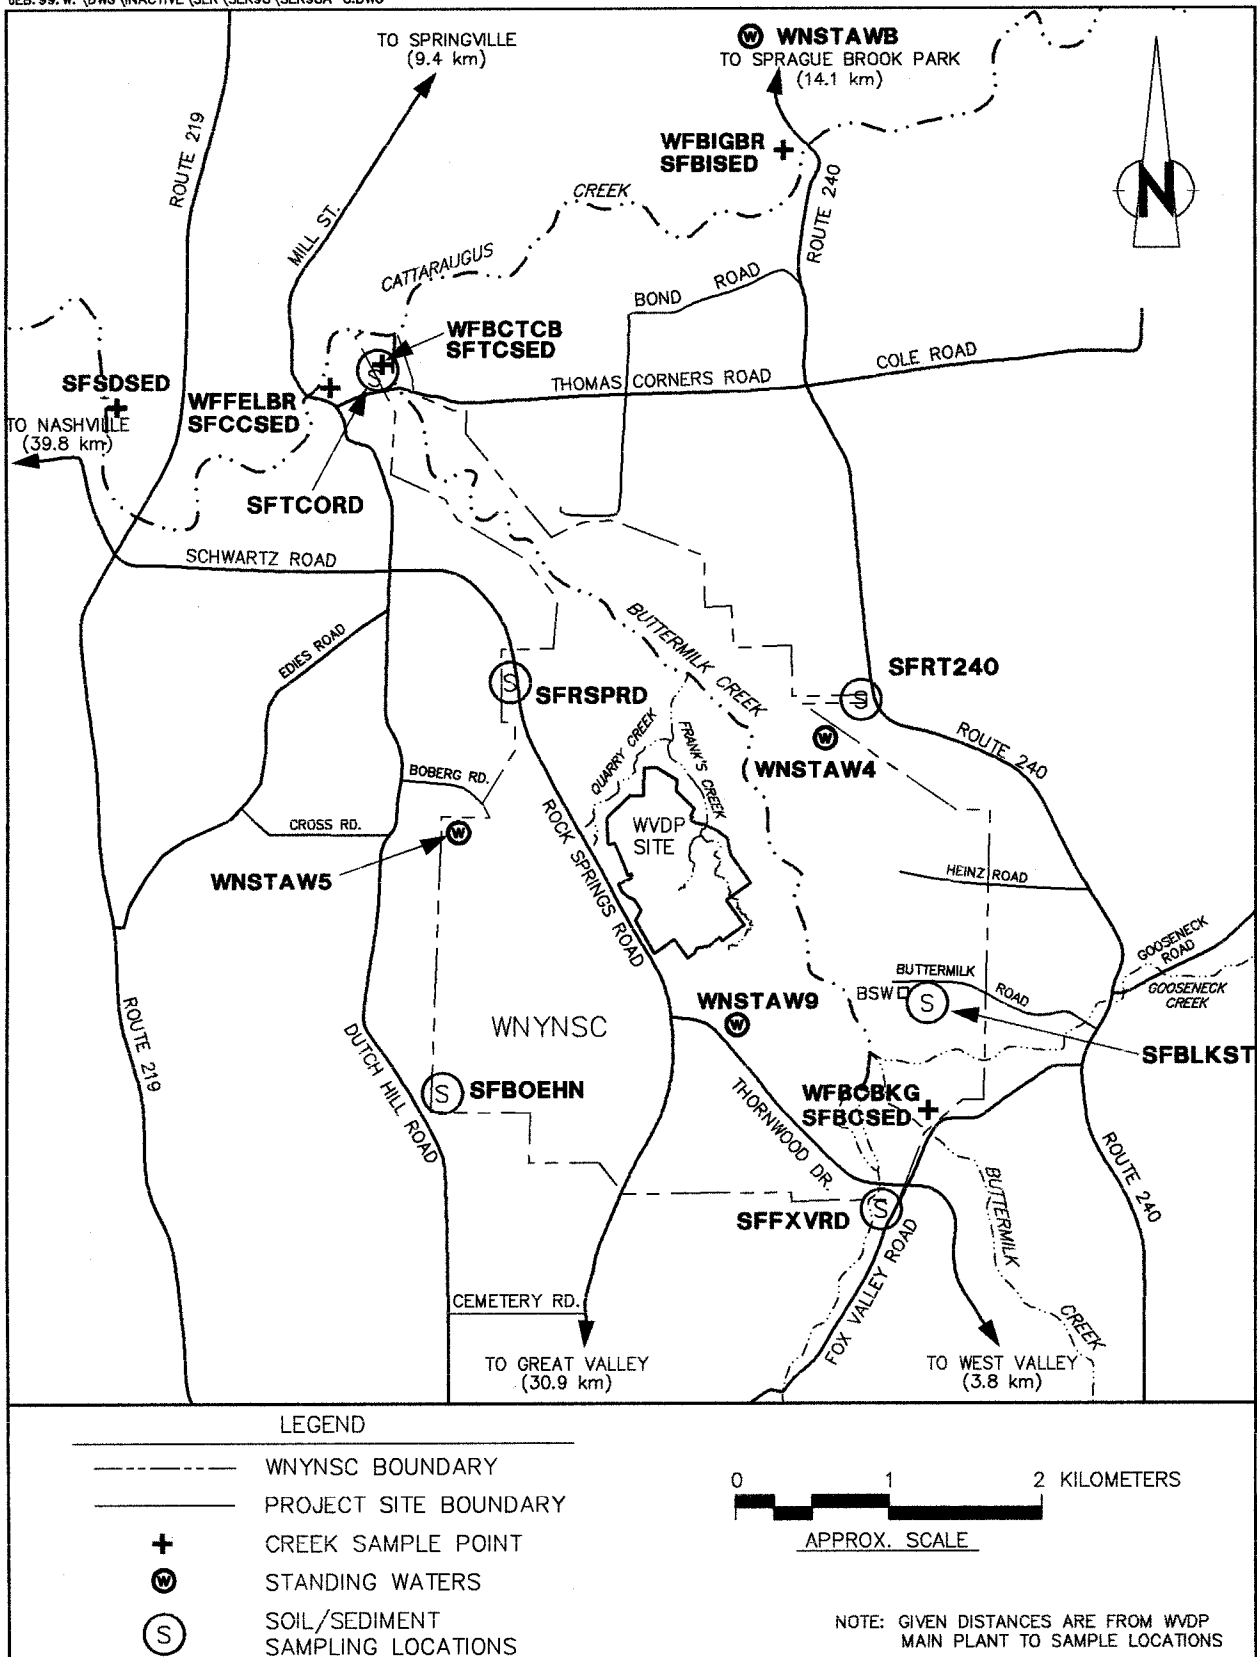 TO SPRINGVILLE
(9.4 km)
W WNSTAWB
TO SPRAGUE BROOK PARK
(14.1 km)
ROUTE 219
WFBIGBR
SFBISED
N
MILL ST.
CREEK
CATTARAUGUS
ROUTE 240
BOND ROAD
WFBCTCB
SFTCSED
S
COLE ROAD
THOMAS CORNERS ROAD
SFSDSED
WFFELBR
SFCCSED
TO NASHVILLE
(39.8 km)
SFTCORD
SCHWARTZ ROAD
EDIES ROAD
BUTTERMILK CREEK
S SFRSPRD
SFRT240
S
QUARRY CREEK
FRANK'S CREEK
W
WNSTAW4
ROUTE 240
BOBERG RD.
CROSS RD.
W
WNSTAW5
ROCK SPRINGS ROAD
WVDP
SITE
HEINZ ROAD
GOOSENECK
ROAD
GOOSENECK
CREEK
BUTTERMILK ROAD
BSW S
SFBLKST
WNSTAW9
W
WNYNSC
ROUTE 219
DUTCH HILL ROAD
S SFBOEHN
WFBCBKG
SFBCSED
THORNWOOD DR.
ROUTE 240
BUTTERMILK
CREEK
SFFXVRD S
FOX VALLEY ROAD
CEMETERY RD.
TO GREAT VALLEY
(30.9 km)
TO WEST VALLEY
(3.8 km)
LEGEND
WNYNSC BOUNDARY
PROJECT SITE BOUNDARY
CREEK SAMPLE POINT
W STANDING WATERS
S SOIL/SEDIMENT
SAMPLING LOCATIONS
0 1 2 KILOMETERS
APPROX. SCALE
NOTE: GIVEN DISTANCES ARE FROM WVDP
MAIN PLANT TO SAMPLE LOCATIONS